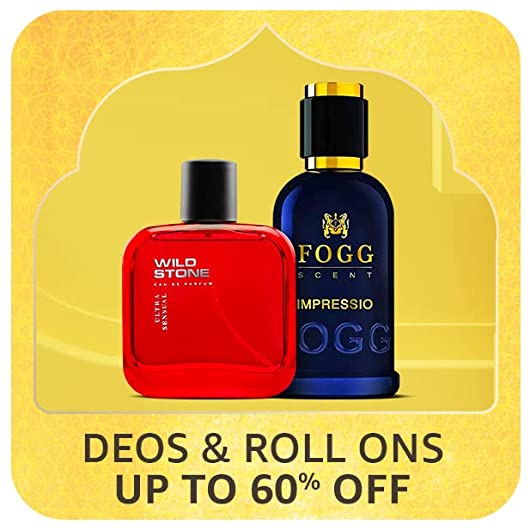 WILD
STONE
EAU DE PARFUM
ULTRA
SENSUAL
FOGG
SCENT
IMPRESSIO
OGG
DEOS & ROLL ONS
UP TO 60% OFF